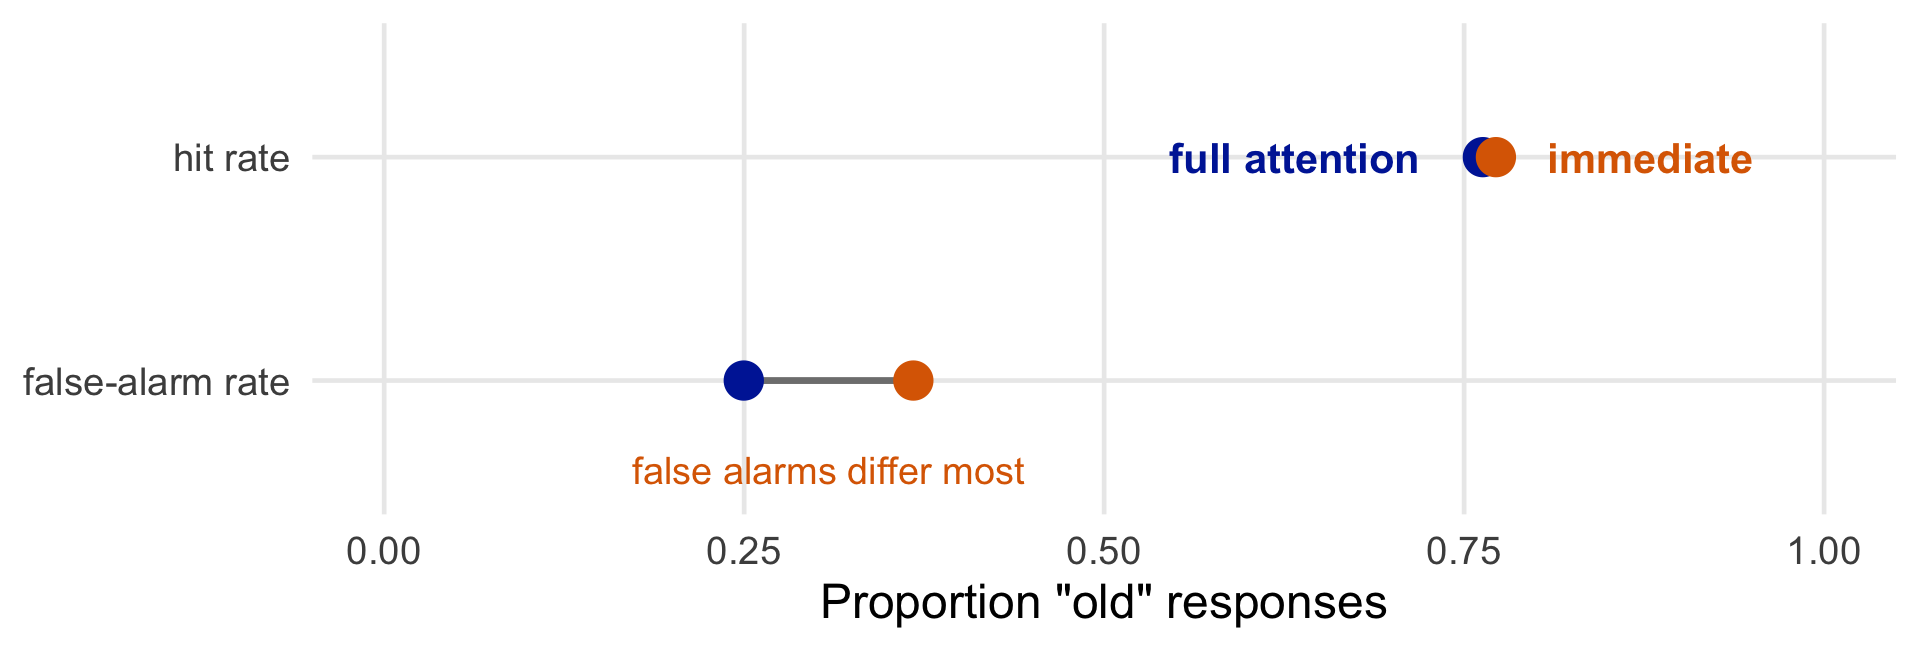 hit rate
full attention
immediate
false-alarm rate
false alarms differ most
0.00
0.25
0.50
0.75
1.00
Proportion "old" responses